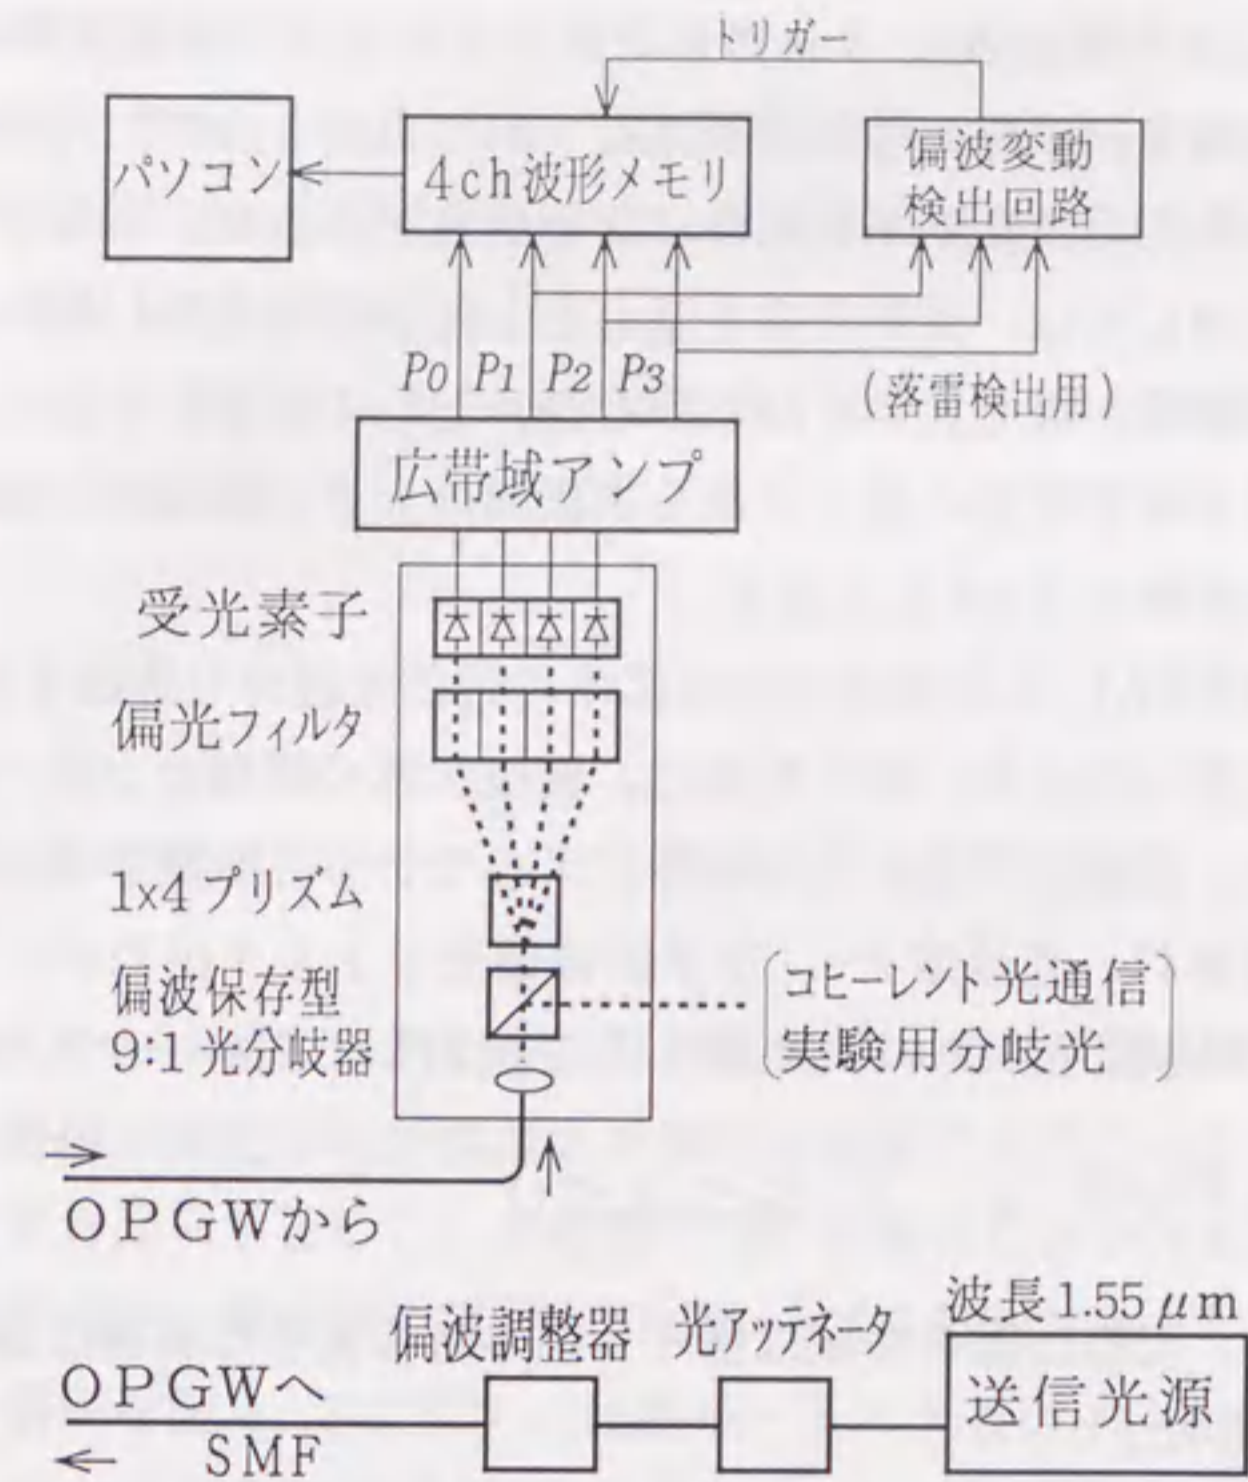 トリガー
パソコン
4ch波形メモリ
偏波変動
検出回路
P0 P1 P2 P3
(落雷検出用)
広帯域アンプ
受光素子
偏光フィルタ
1x4プリズム
偏波保存型
9:1光分岐器
コヒーレント光通信
実験用分岐光
OPGWから
波長1.55μm
偏波調整器 光アッテネータ
OPGWへ
送信光源
SMF